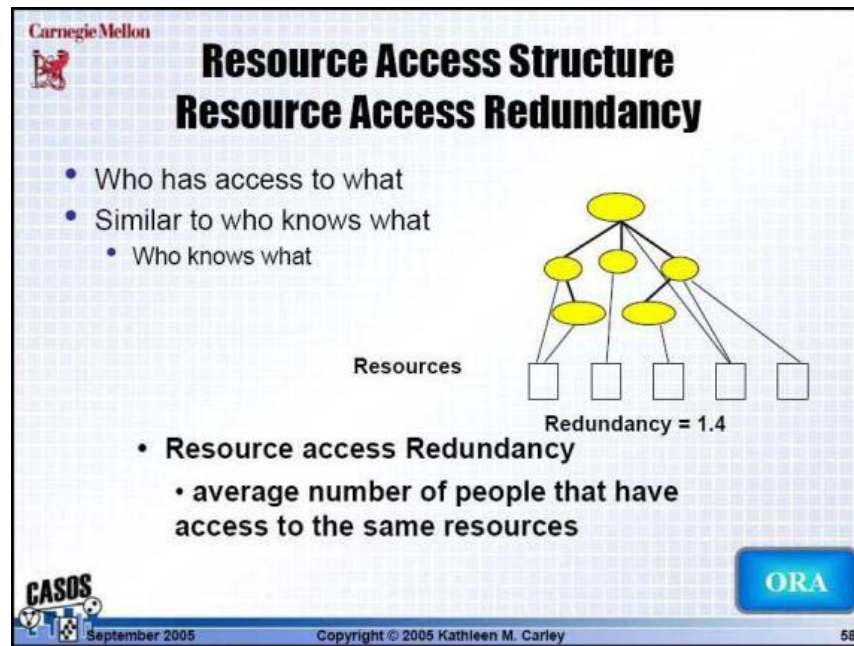 Carnegie Mellon
Resource Access Structure
Resource Access Redundancy
• Who has access to what
• Similar to who knows what
• Who knows what
Resources
Redundancy = 1.4
• Resource access Redundancy
• average number of people that have
access to the same resources
ORA
CASOS
September 2005
Copyright © 2005 Kathleen M. Carley
58